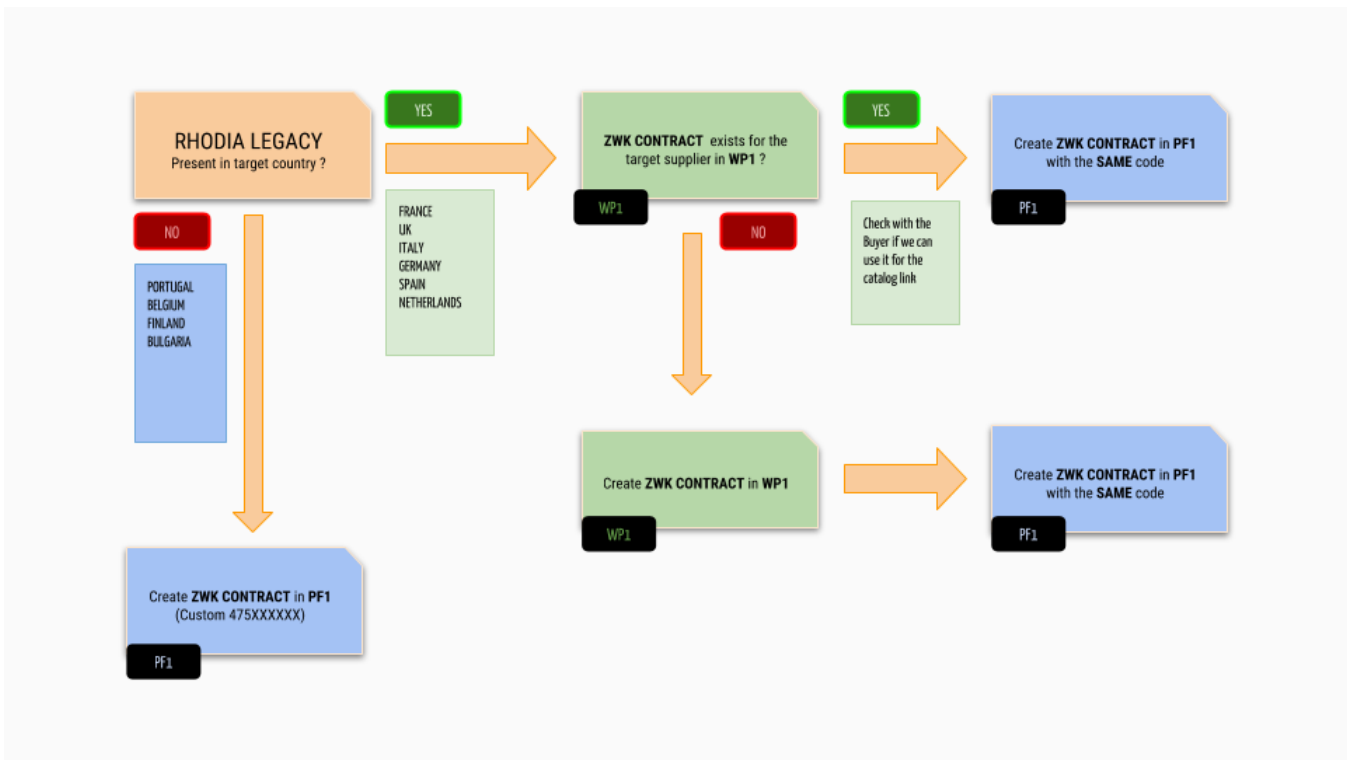 RHODIA LEGACY
Present in target country ?
YES
FRANCE
UK
ITALY
GERMANY
SPAIN
NETHERLANDS
NO
PORTUGAL
BELGIUM
FINLAND
BULGARIA
Create ZWK CONTRACT in PF1
(Custom 475XXXXXX)
PF1
ZWK CONTRACT exists for the
target supplier in WP1 ?
WP1
YES
Check with the
Buyer if we can
use it for the
catalog link
Create ZWK CONTRACT in PF1
with the SAME code
PF1
NO
Create ZWK CONTRACT in WP1
WP1
Create ZWK CONTRACT in PF1
with the SAME code
PF1